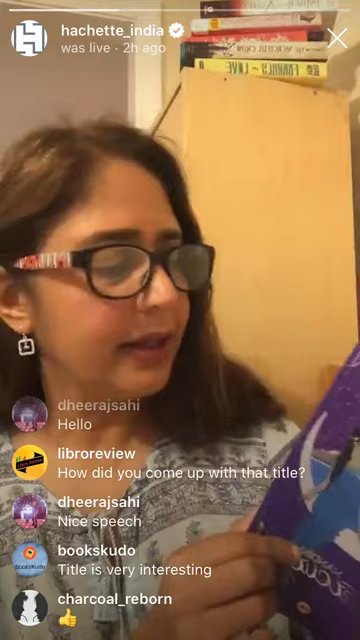 hachette_india
was live · 2h ago
dheerajsahi
Hello
libroreview
How did you come up with that title?
dheerajsahi
Nice speech
bookskudo
Title is very interesting
charcoal_reborn
👍